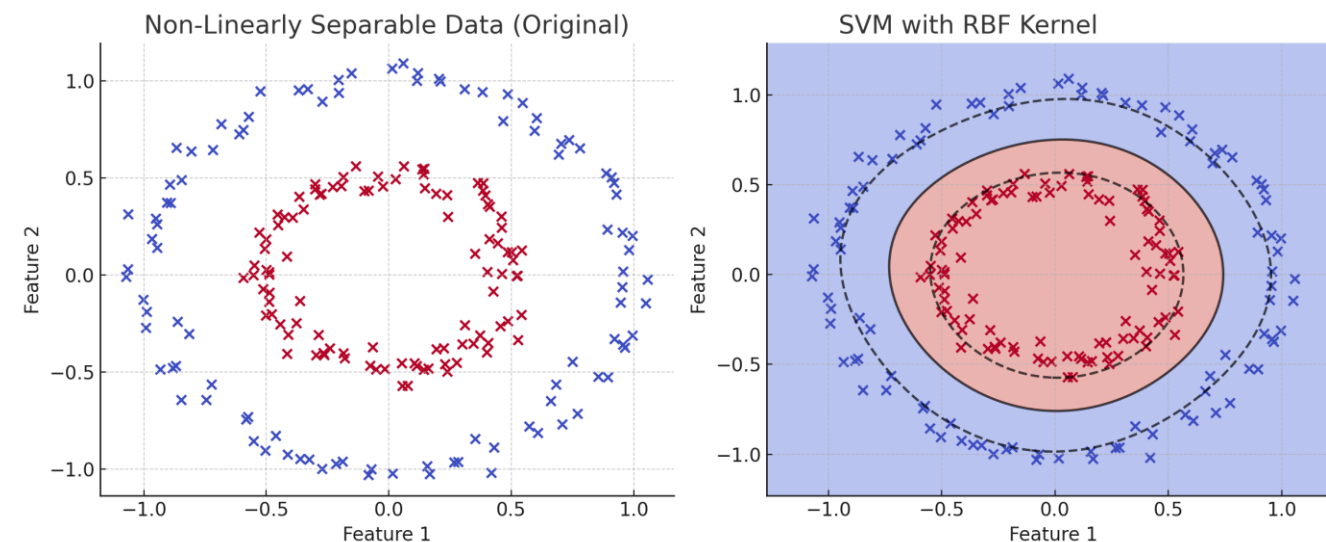 Non-Linearly Separable Data (Original)
1.0
0.5
0.0
−0.5
−1.0
Feature 2
−1.0 −0.5 0.0 0.5 1.0
Feature 1
SVM with RBF Kernel
1.0
0.5
0.0
−0.5
−1.0
Feature 2
−1.0 −0.5 0.0 0.5 1.0
Feature 1